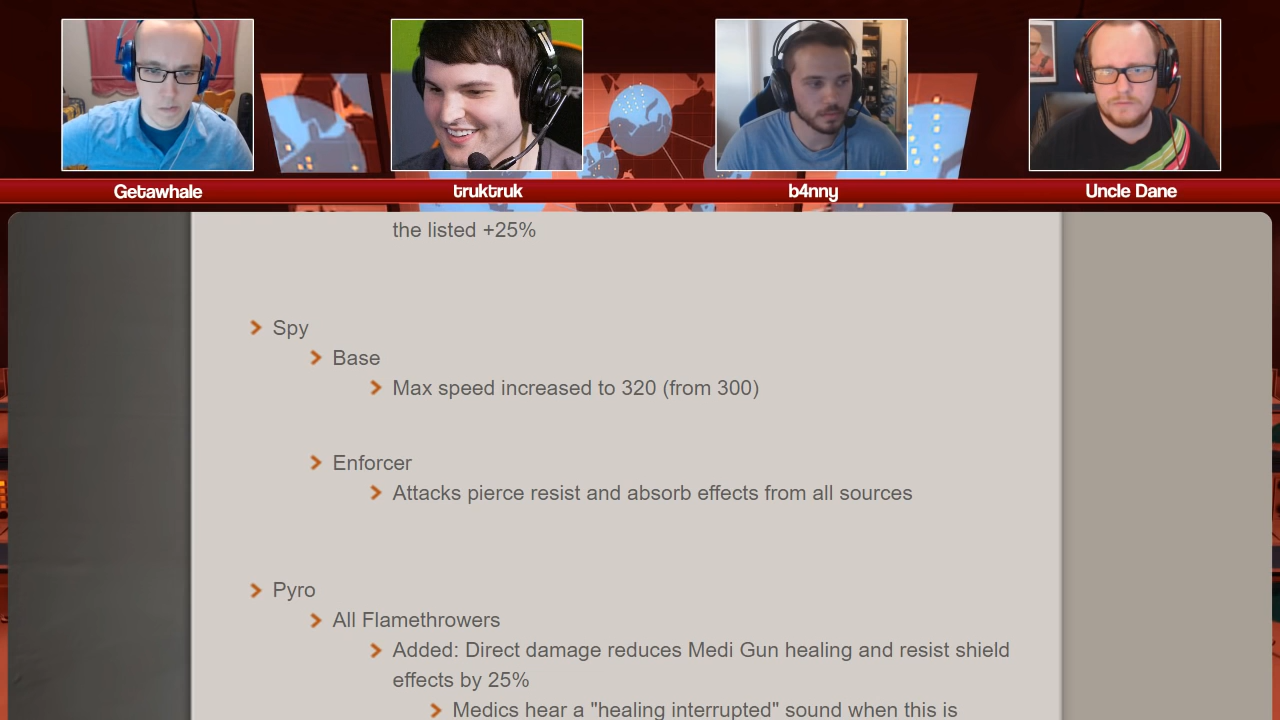 Getawhale
truktruk
b4nny
Uncle Dane
the listed +25%
Spy
Base
Max speed increased to 320 (from 300)
Enforcer
Attacks pierce resist and absorb effects from all sources
Pyro
All Flamethrowers
Added: Direct damage reduces Medi Gun healing and resist shield
effects by 25%
Medics hear a "healing interrupted" sound when this is